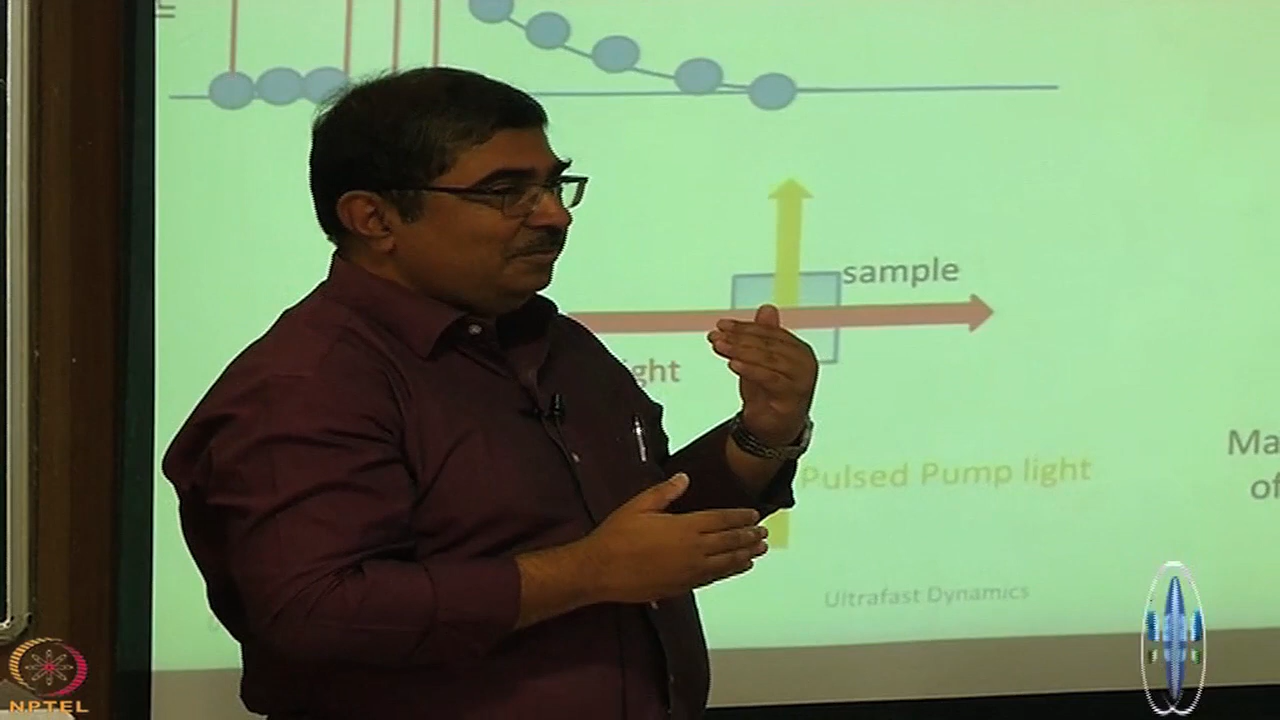 sample
ght
Pulsed Pump light
Ma
of
Ultrafast Dynamics
NPTEL